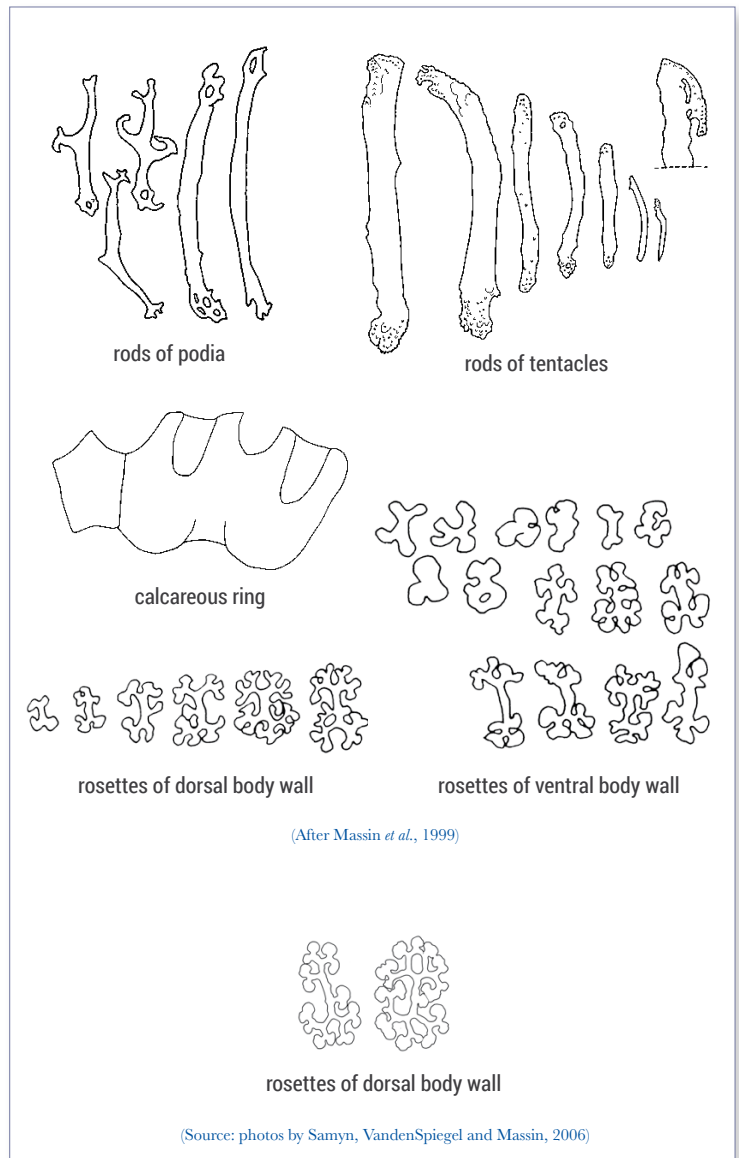 rods of podia
rods of tentacles
calcareous ring
rosettes of dorsal body wall
rosettes of ventral body wall
(After Massin et al., 1999)
rosettes of dorsal body wall
(Source: photos by Samyn, VandenSpiegel and Massin, 2006)